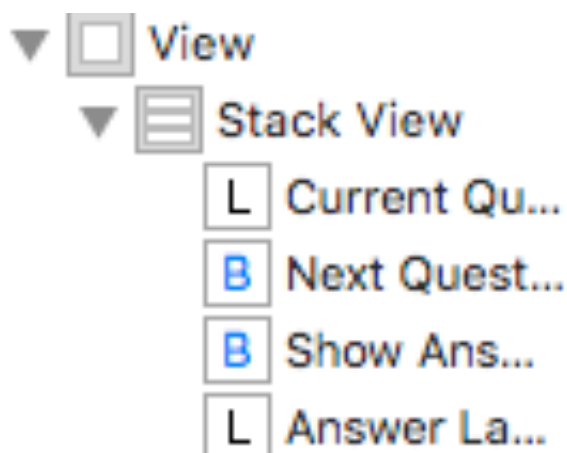 View
Stack View
L Current Qu...
B Next Quest...
B Show Ans...
L Answer La...